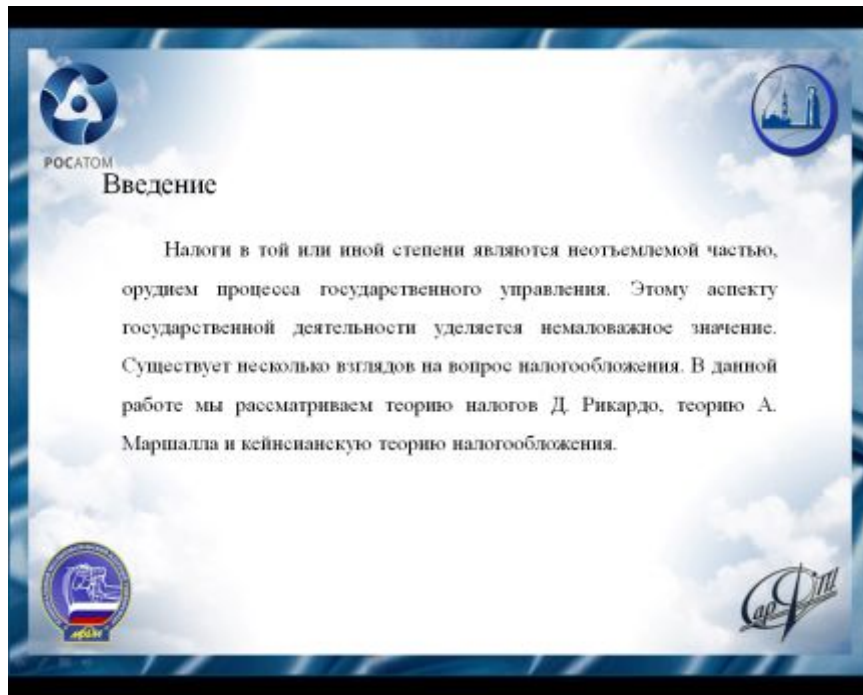 РОСАТОМ
Введение
Налоги в той или иной степени являются неотъемлемой частью,
орудием процесса государственного управления. Этому аспекту
государственной деятельности уделяется немаловажное значение.
Существует несколько взглядов на вопрос налогообложения. В данной
работе мы рассматриваем теорию налогов Д. Рикардо, теорию А.
Маршалла и кейнсианскую теорию налогообложения.
СарФТИ